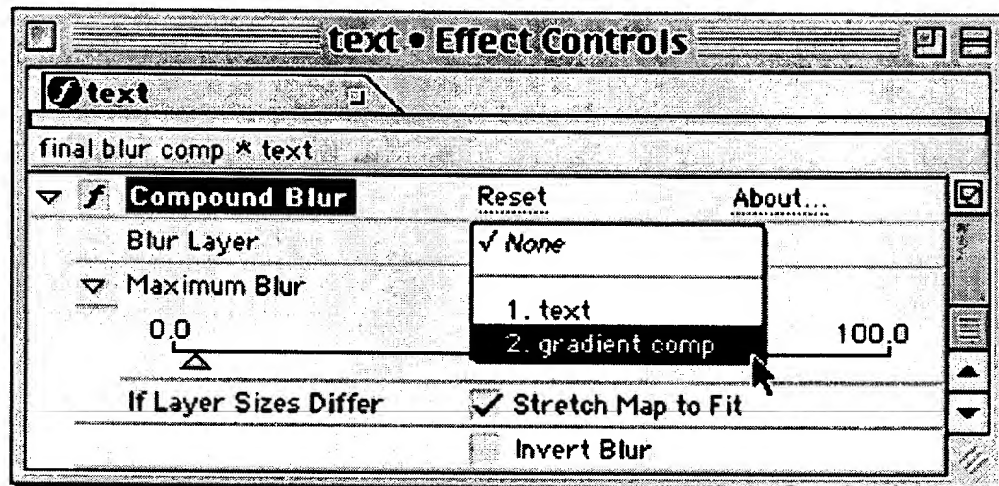 text • Effect Controls
text
final blur comp * text
Compound Blur Reset About...
Blur Layer √ None
Maximum Blur
1. text
0.0 2. gradient comp 100.0
If Layer Sizes Differ Stretch Map to Fit
Invert Blur